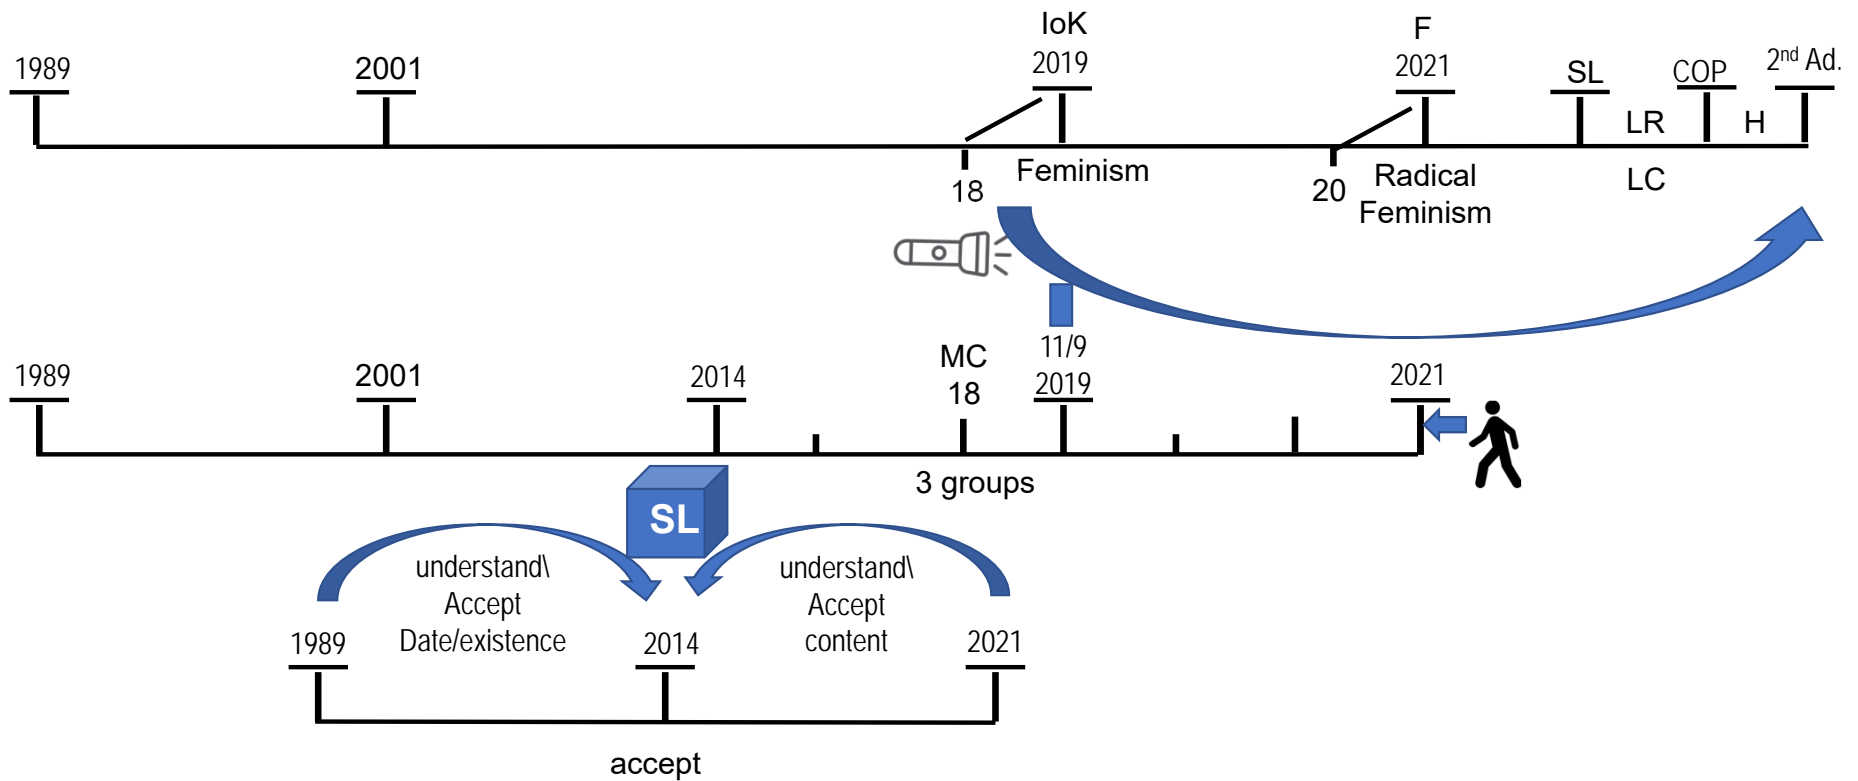 IoK
F
1989
2001
2019
2021
SL
COP
2nd Ad.
LR
H
18
Feminism
20
Radical
Feminism
LC
11/9
MC
1989
2001
2014
18
2019
2021
3 groups
SL
understand\
Accept
Date/existence
understand\
Accept
content
1989
2014
2021
accept